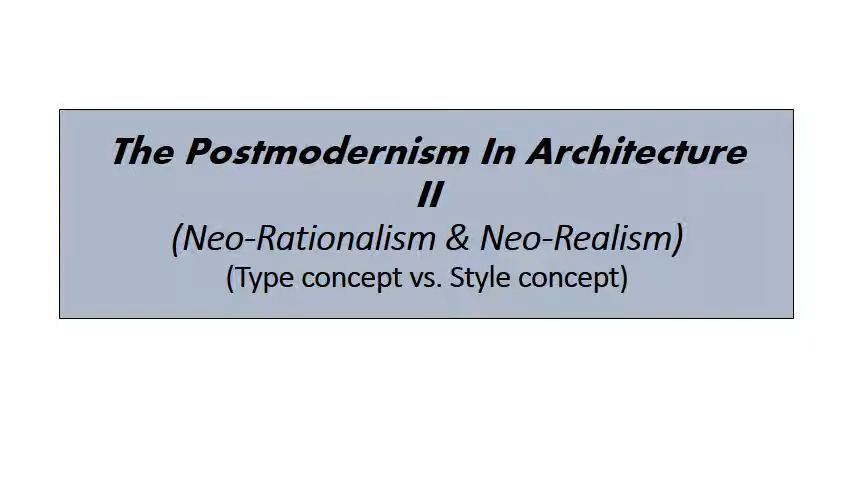 The Postmodernism In Architecture
II
(Neo-Rationalism & Neo-Realism)
(Type concept vs. Style concept)